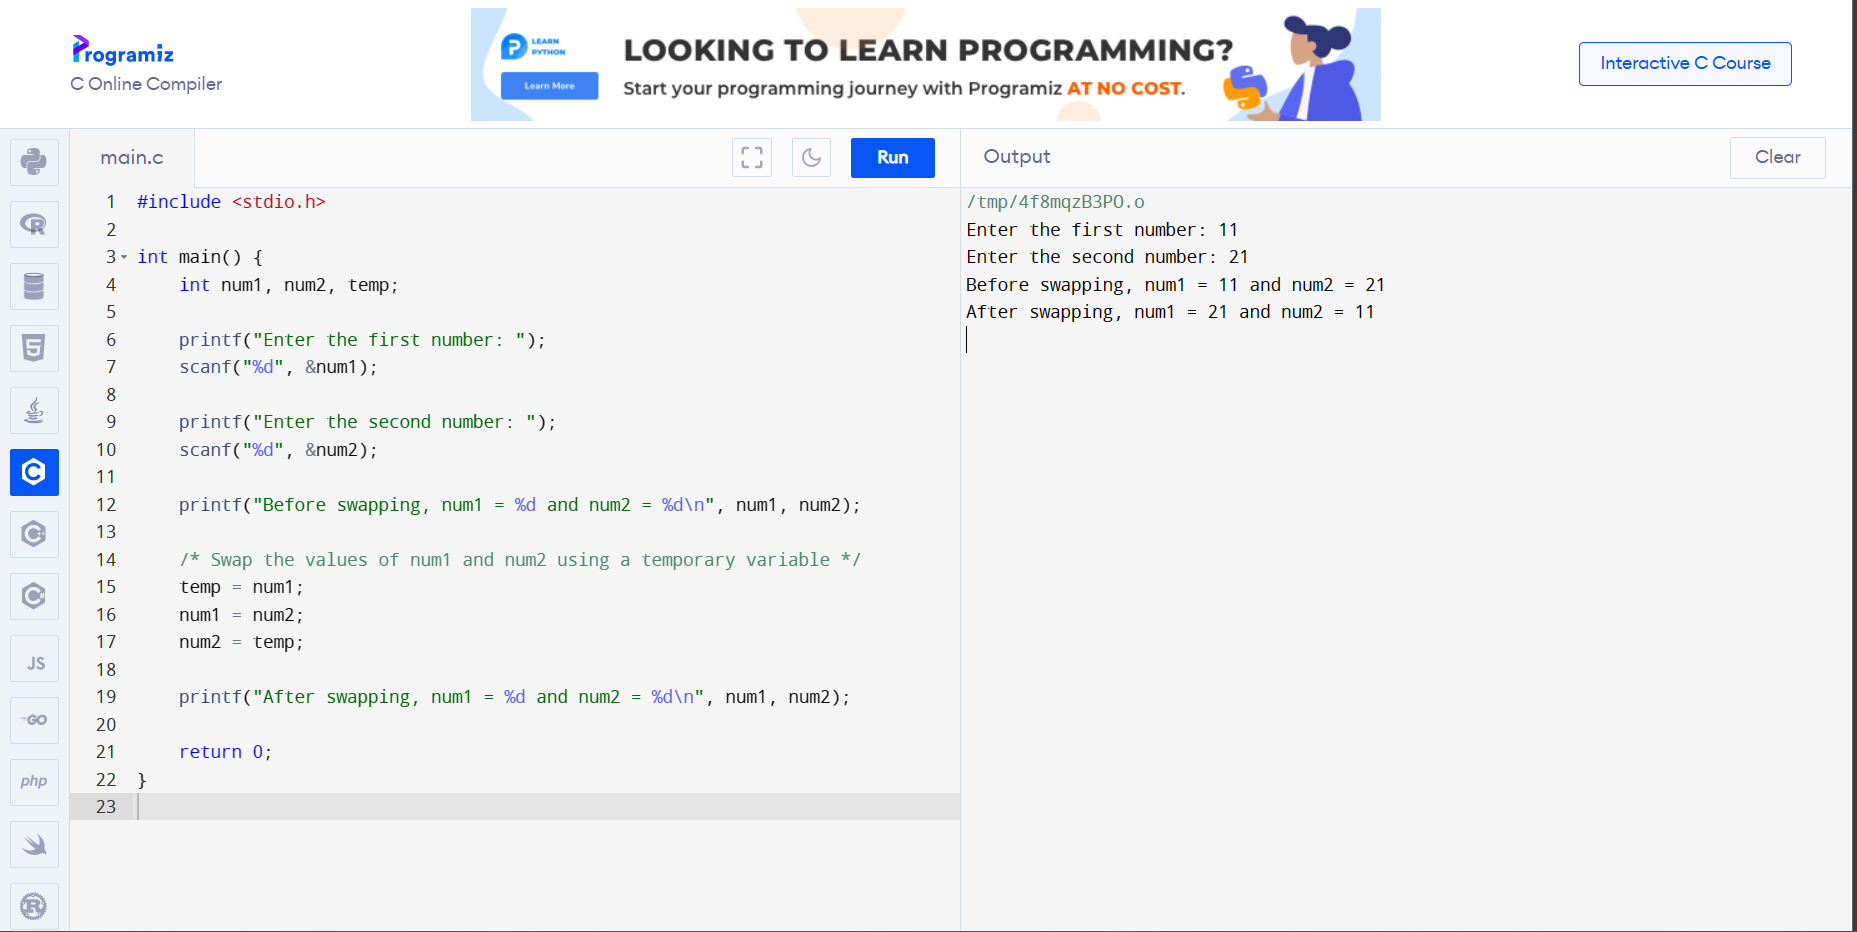 Programiz
C Online Compiler
LEARN
PYTHON
Learn More
LOOKING TO LEARN PROGRAMMING?
Start your programming journey with Programiz AT NO COST.
Interactive C Course
main.c
Run
Output
Clear
1 #include <stdio.h>
2
3 int main() {
4     int num1, num2, temp;
5
6     printf("Enter the first number: ");
7     scanf("%d", &num1);
8
9     printf("Enter the second number: ");
10     scanf("%d", &num2);
11
12     printf("Before swapping, num1 = %d and num2 = %d\n", num1, num2);
13
14     /* Swap the values of num1 and num2 using a temporary variable */
15     temp = num1;
16     num1 = num2;
17     num2 = temp;
18
19     printf("After swapping, num1 = %d and num2 = %d\n", num1, num2);
20
21     return 0;
22 }
23
/tmp/4f8mqzB3PO.o
Enter the first number: 11
Enter the second number: 21
Before swapping, num1 = 11 and num2 = 21
After swapping, num1 = 21 and num2 = 11
R
5
C
C
C
JS
GO
php
R